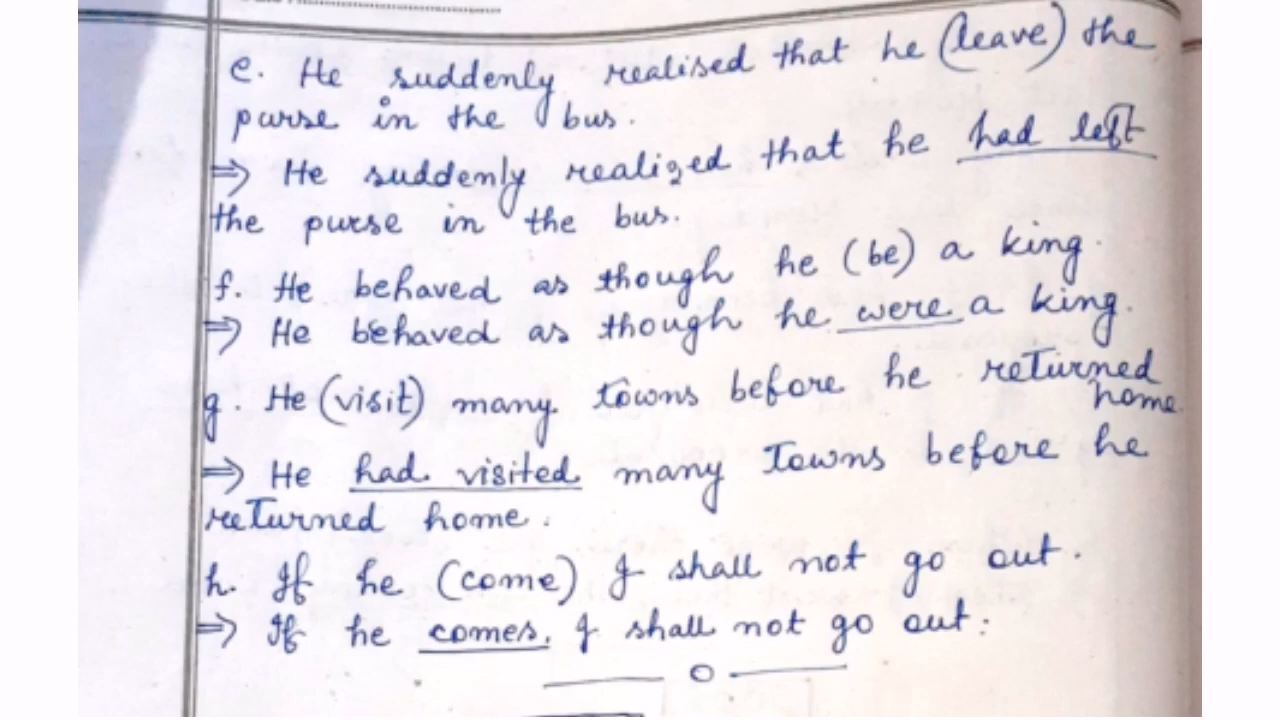 e. He suddenly realised that he (leave) the
purse in the bus.
⇒ He suddenly realized that he had left
the purse in the bus.
f. He behaved as though he (be) a king.
⇒ He behaved as though he were a king.
g. He (visit) many towns before he returned
home.
⇒ He had visited many towns before he
returned home.
h. If he (come) I shall not go out.
⇒ If he comes, I shall not go out.